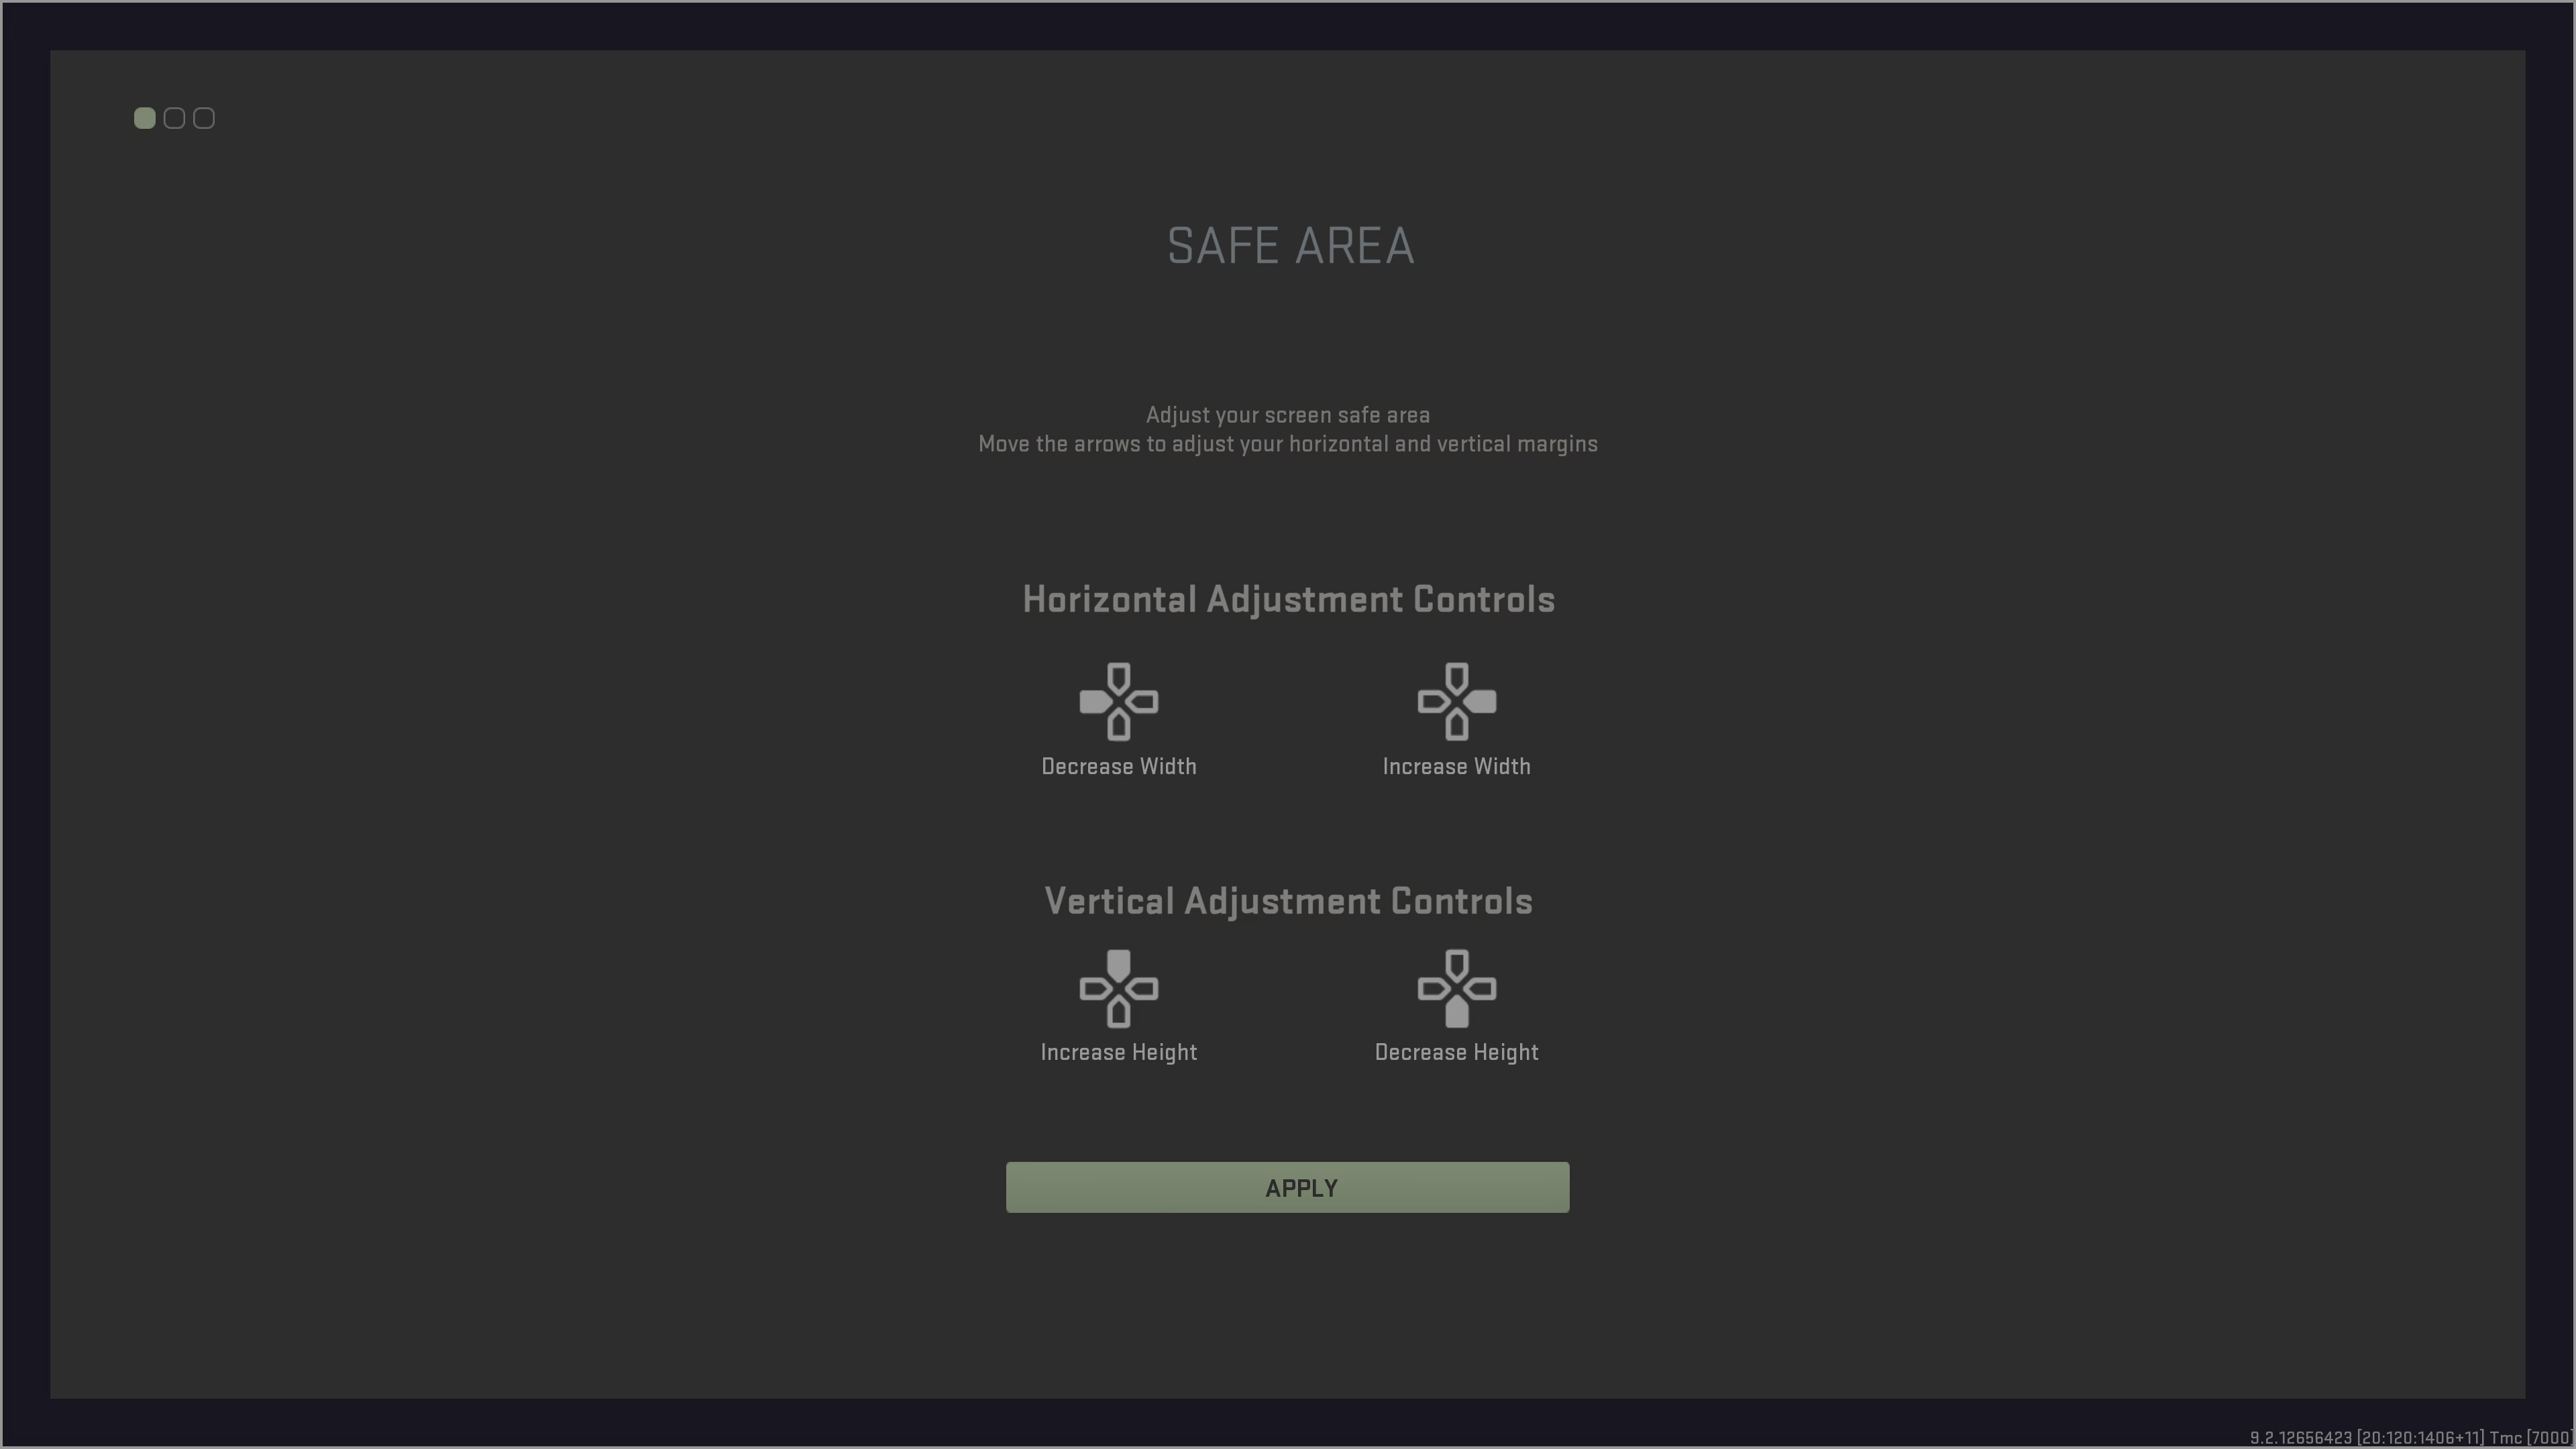 SAFE AREA
Adjust your screen safe area
Move the arrows to adjust your horizontal and vertical margins
Horizontal Adjustment Controls
Decrease Width
Increase Width
Vertical Adjustment Controls
Increase Height
Decrease Height
APPLY
9.2.12656423 [20:120:1406+11] Tmc [7000